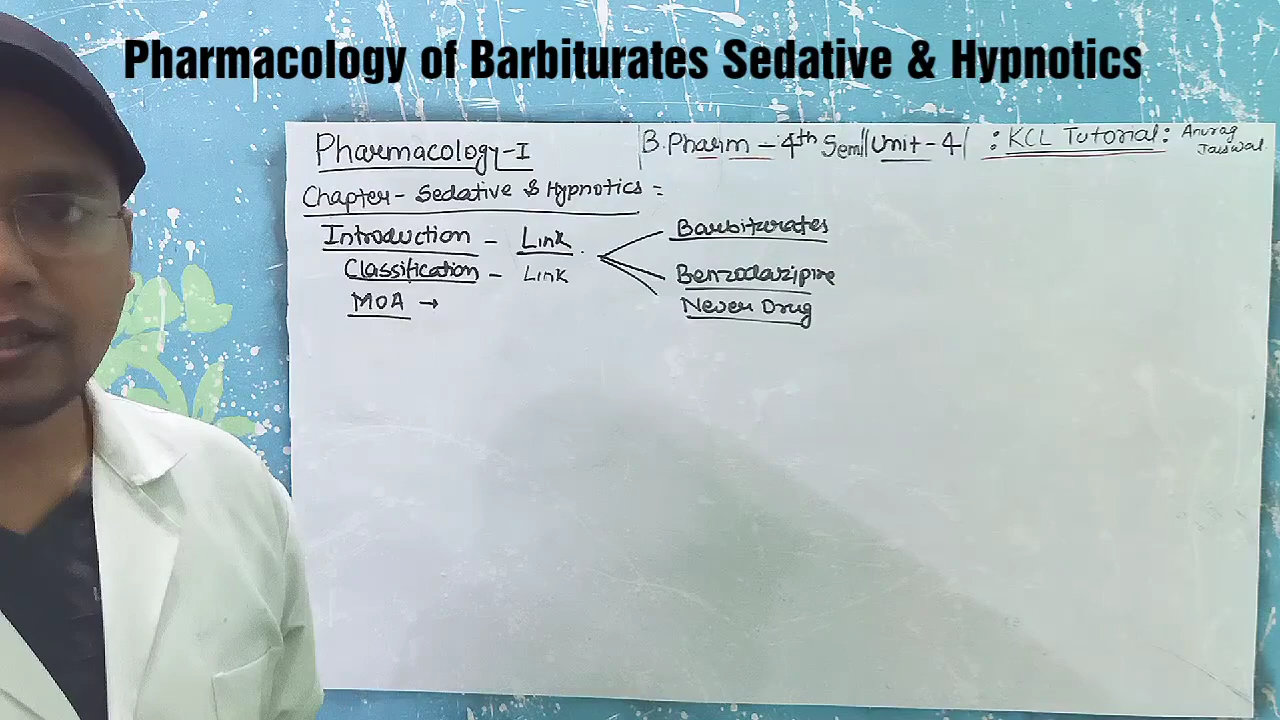 Pharmacology of Barbiturates Sedative & Hypnotics
Pharmacology-I
B.Pharm - 4th Sem || Unit - 4 |
: KCL Tutorial :
Anurag
Jaiswal.
Chapter - Sedative & Hypnotics =
Introduction - Link
Classification - Link
MOA →
Barbiturates
Benzodazipine
Never Drug